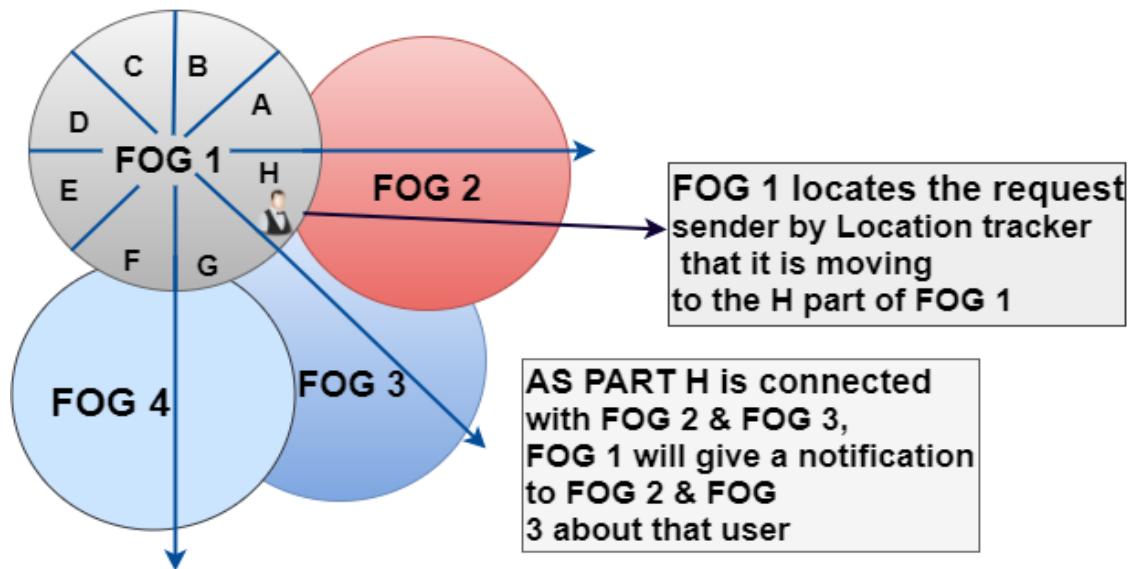 C
B
A
D
FOG 1
H
E
FOG 2
F
G
FOG 4
FOG 3
FOG 1 locates the request
sender by Location tracker
that it is moving
to the H part of FOG 1
AS PART H is connected
with FOG 2 & FOG 3,
FOG 1 will give a notification
to FOG 2 & FOG
3 about that user